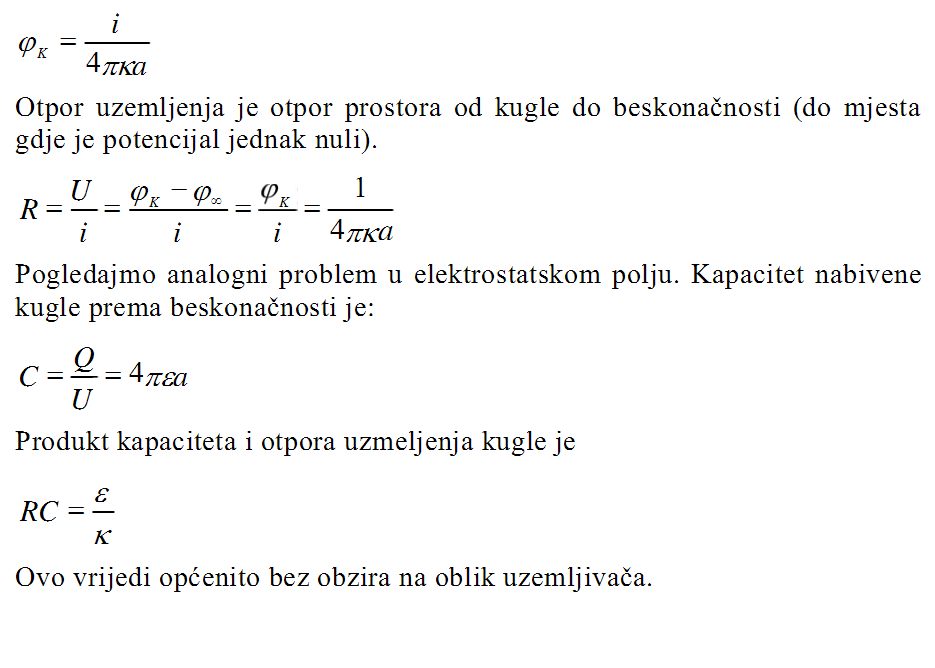 φ_K = i / 4πκa
Otpor uzemljenja je otpor prostora od kugle do beskonačnosti (do mjesta
gdje je potencijal jednak nuli).
R = U / i = (φ_K − φ_∞) / i = φ_K / i = 1 / 4πκa
Pogledajmo analogni problem u elektrostatskom polju. Kapacitet nabivene
kugle prema beskonačnosti je:
C = Q / U = 4πεa
Produkt kapaciteta i otpora uzmeljenja kugle je
RC = ε / κ
Ovo vrijedi općenito bez obzira na oblik uzemljivača.